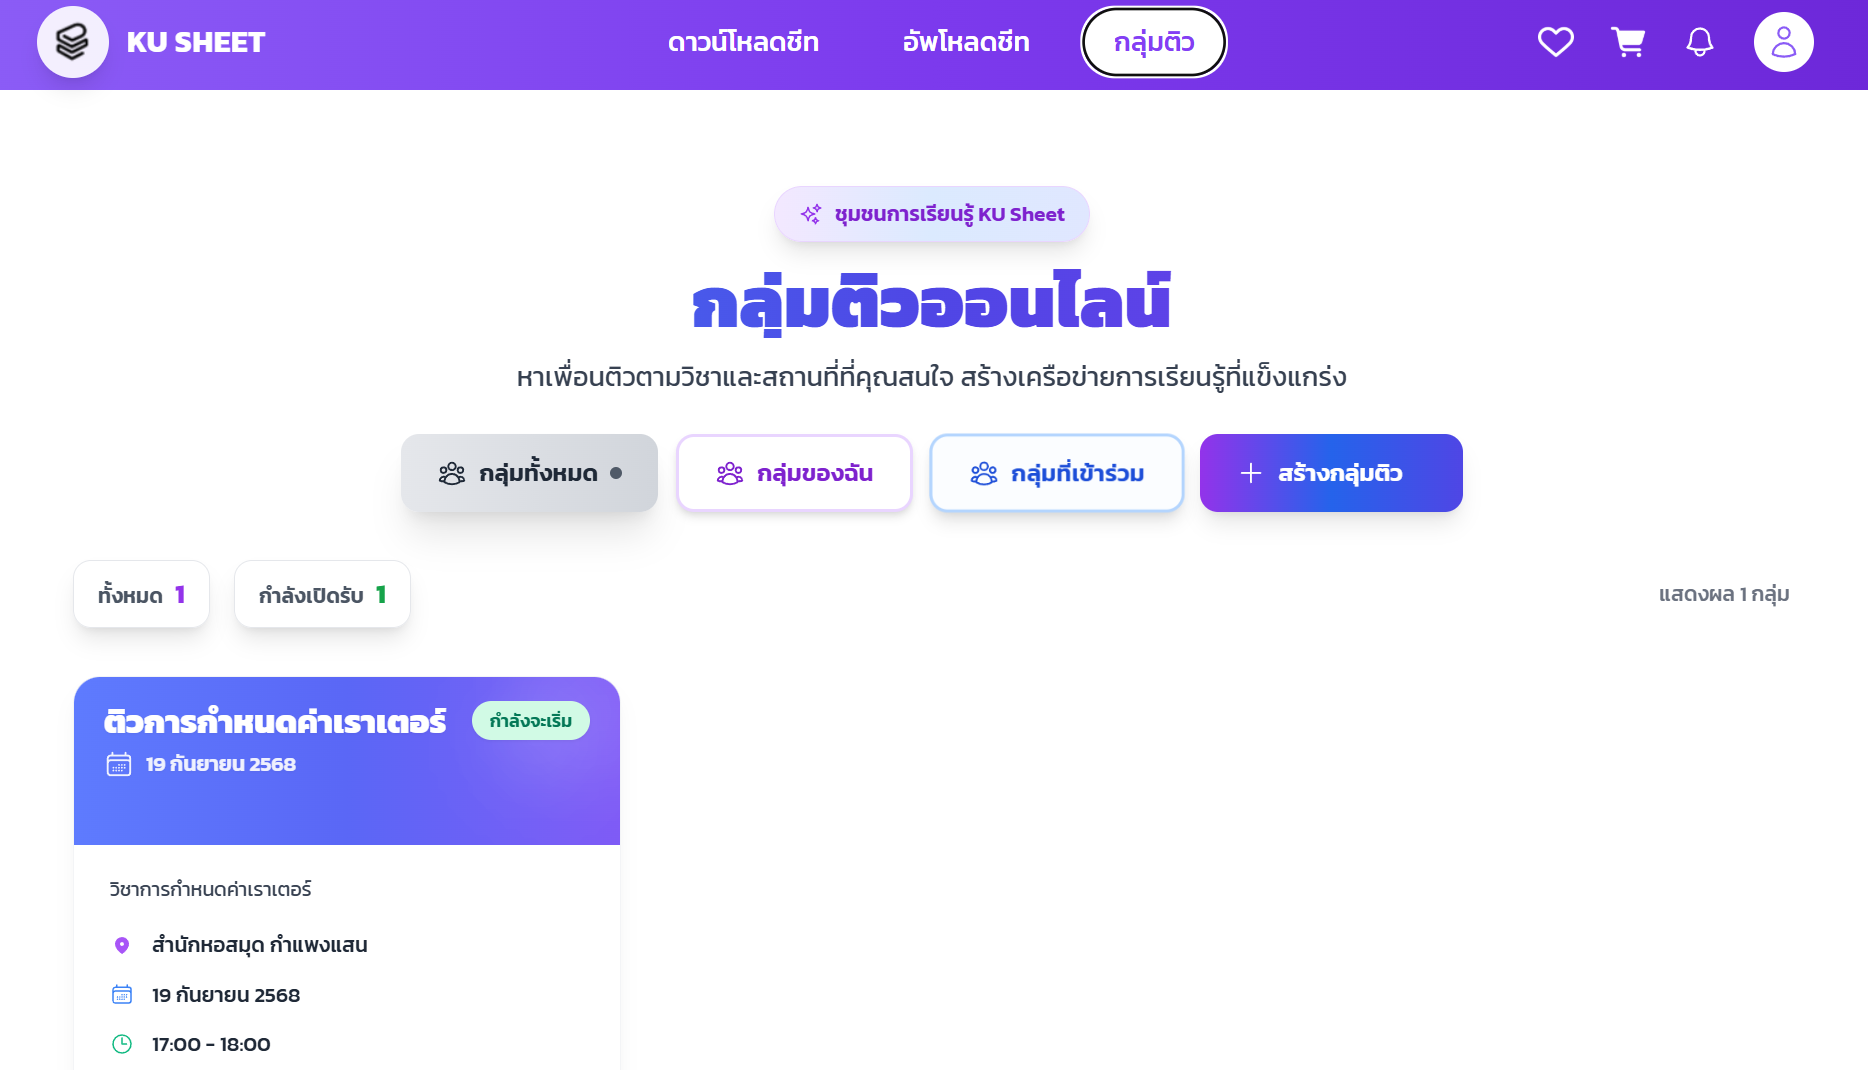 KU SHEET
ดาวน์โหลดชีท
อัพโหลดชีท
กลุ่มติว
ชุมชนการเรียนรู้ KU Sheet
กลุ่มติวออนไลน์
หาเพื่อนติวตามวิชาและสถานที่ที่คุณสนใจ สร้างเครือข่ายการเรียนรู้ที่แข็งแกร่ง
กลุ่มทั้งหมด
กลุ่มของฉัน
กลุ่มที่เข้าร่วม
สร้างกลุ่มติว
ทั้งหมด 1
กำลังเปิดรับ 1
แสดงผล 1 กลุ่ม
ติวการกำหนดค่าเราเตอร์
กำลังจะเริ่ม
19 กันยายน 2568
วิชาการกำหนดค่าเราเตอร์
สำนักหอสมุด กำแพงแสน
19 กันยายน 2568
17:00 - 18:00